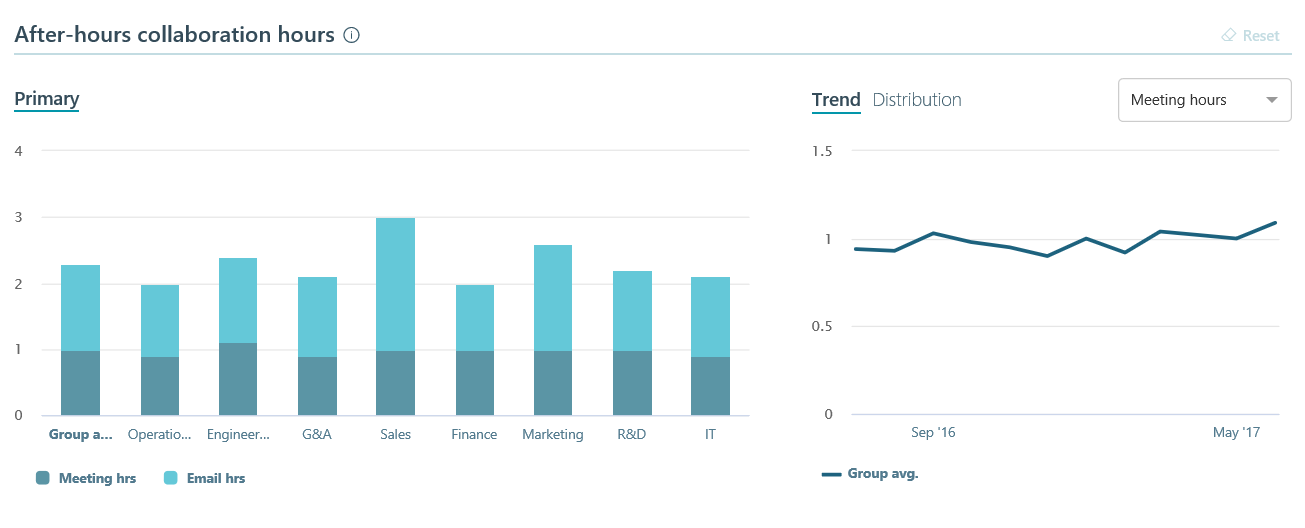 After-hours collaboration hours
Reset
Primary
4
3
2
1
0
Group a... Operatio... Engineer... G&A Sales Finance Marketing R&D IT
Meeting hrs Email hrs
Trend Distribution
Meeting hours
1.5
1
0.5
0
Sep '16 May '17
Group avg.